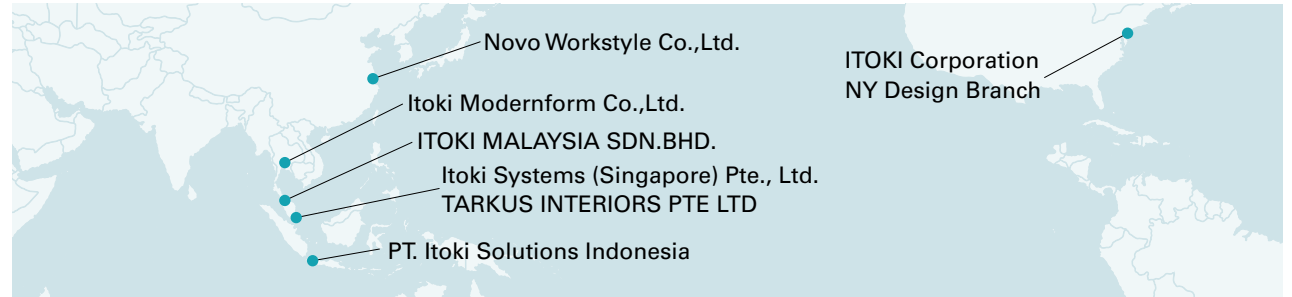 Novo Workstyle Co.,Ltd.
ITOKI Corporation
NY Design Branch
Itoki Modernform Co.,Ltd.
ITOKI MALAYSIA SDN.BHD.
Itoki Systems (Singapore) Pte., Ltd.
TARKUS INTERIORS PTE LTD
PT. Itoki Solutions Indonesia